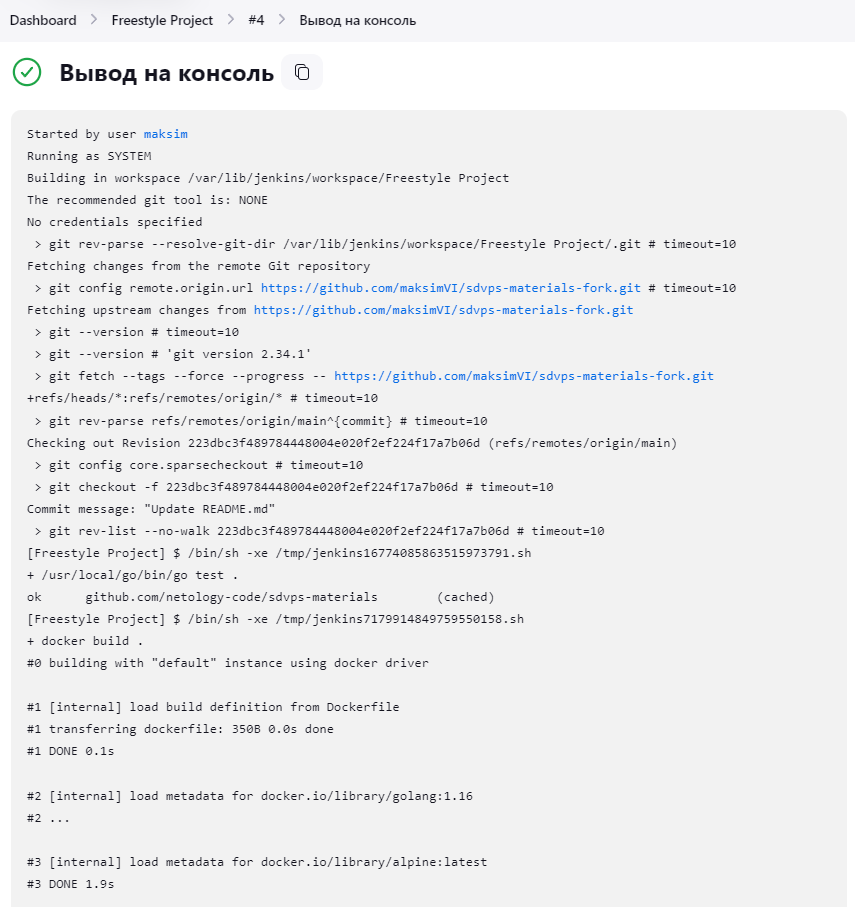 Dashboard > Freestyle Project > #4 > Вывод на консоль
Вывод на консоль
Started by user maksim
Running as SYSTEM
Building in workspace /var/lib/jenkins/workspace/Freestyle Project
The recommended git tool is: NONE
No credentials specified
 > git rev-parse --resolve-git-dir /var/lib/jenkins/workspace/Freestyle Project/.git # timeout=10
Fetching changes from the remote Git repository
 > git config remote.origin.url https://github.com/maksimVI/sdvps-materials-fork.git # timeout=10
Fetching upstream changes from https://github.com/maksimVI/sdvps-materials-fork.git
 > git --version # timeout=10
 > git --version # 'git version 2.34.1'
 > git fetch --tags --force --progress -- https://github.com/maksimVI/sdvps-materials-fork.git
+refs/heads/*:refs/remotes/origin/* # timeout=10
 > git rev-parse refs/remotes/origin/main^{commit} # timeout=10
Checking out Revision 223dbc3f489784448004e020f2ef224f17a7b06d (refs/remotes/origin/main)
 > git config core.sparsecheckout # timeout=10
 > git checkout -f 223dbc3f489784448004e020f2ef224f17a7b06d # timeout=10
Commit message: "Update README.md"
 > git rev-list --no-walk 223dbc3f489784448004e020f2ef224f17a7b06d # timeout=10
[Freestyle Project] $ /bin/sh -xe /tmp/jenkins16774085863515973791.sh
+ /usr/local/go/bin/go test .
ok      github.com/netology-code/sdvps-materials        (cached)
[Freestyle Project] $ /bin/sh -xe /tmp/jenkins7179914849759550158.sh
+ docker build .
#0 building with "default" instance using docker driver

#1 [internal] load build definition from Dockerfile
#1 transferring dockerfile: 350B 0.0s done
#1 DONE 0.1s

#2 [internal] load metadata for docker.io/library/golang:1.16
#2 ...

#3 [internal] load metadata for docker.io/library/alpine:latest
#3 DONE 1.9s